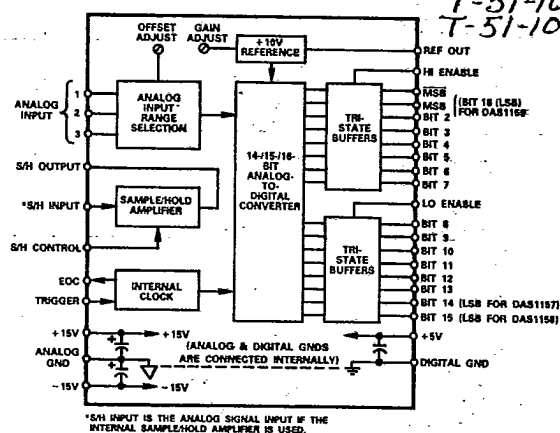 T-51-10
T-51-10
OFFSET ADJUST
GAIN ADJUST
+10V REFERENCE
REF OUT
HI ENABLE
ANALOG INPUT
1
2
3
ANALOG INPUT RANGE SELECTION
14-/15-/16-BIT ANALOG-TO-DIGITAL CONVERTER
TRI-STATE BUFFERS
MSB
MSB
BIT 2
BIT 3
BIT 4
BIT 5
BIT 6
BIT 7
(BIT 16 (LSB) FOR DAS1159)
S/H OUTPUT
*S/H INPUT
SAMPLE/HOLD AMPLIFIER
S/H CONTROL
LO ENABLE
TRI-STATE BUFFERS
BIT 8
BIT 9
BIT 10
BIT 11
BIT 12
BIT 13
BIT 14 (LSB FOR DAS1157)
BIT 15 (LSB FOR DAS1158)
EOC
TRIGGER
INTERNAL CLOCK
+15V
+15V
ANALOG GND
(ANALOG & DIGITAL GNDS ARE CONNECTED INTERNALLY)
-15V
-15V
+5V
DIGITAL GND
*S/H INPUT IS THE ANALOG SIGNAL INPUT IF THE
INTERNAL SAMPLE/HOLD AMPLIFIER IS USED.